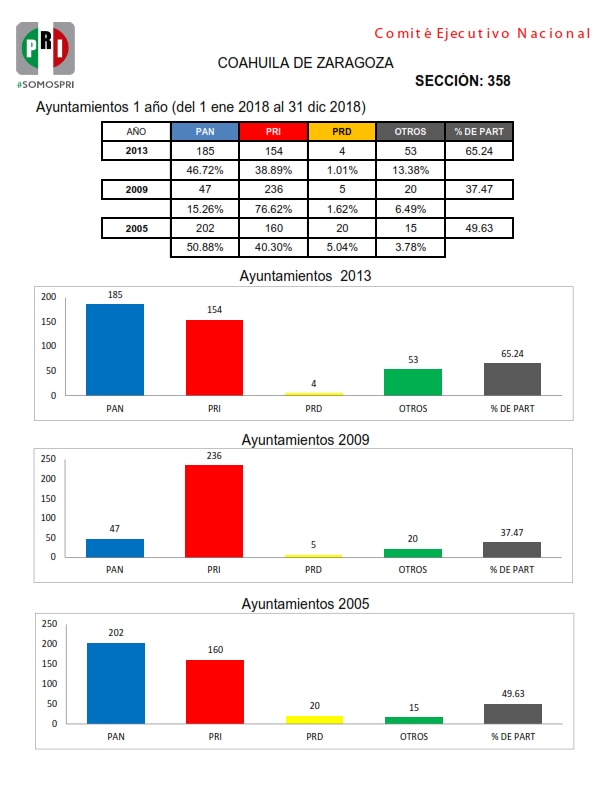 Comité Ejecutivo Nacional
PRI
#SOMOSPRI
COAHUILA DE ZARAGOZA
SECCIÓN: 358
Ayuntamientos 1 año (del 1 ene 2018 al 31 dic 2018)
AÑO PAN PRI PRD OTROS % DE PART
2013 185 154 4 53 65.24
46.72% 38.89% 1.01% 13.38%
2009 47 236 5 20 37.47
15.26% 76.62% 1.62% 6.49%
2005 202 160 20 15 49.63
50.88% 40.30% 5.04% 3.78%
Ayuntamientos  2013
200
150
100
50
0
185
154
4
53
65.24
PAN PRI PRD OTROS % DE PART
Ayuntamientos 2009
250
200
150
100
50
0
47
236
5
20
37.47
PAN PRI PRD OTROS % DE PART
Ayuntamientos 2005
250
200
150
100
50
0
202
160
20
15
49.63
PAN PRI PRD OTROS % DE PART